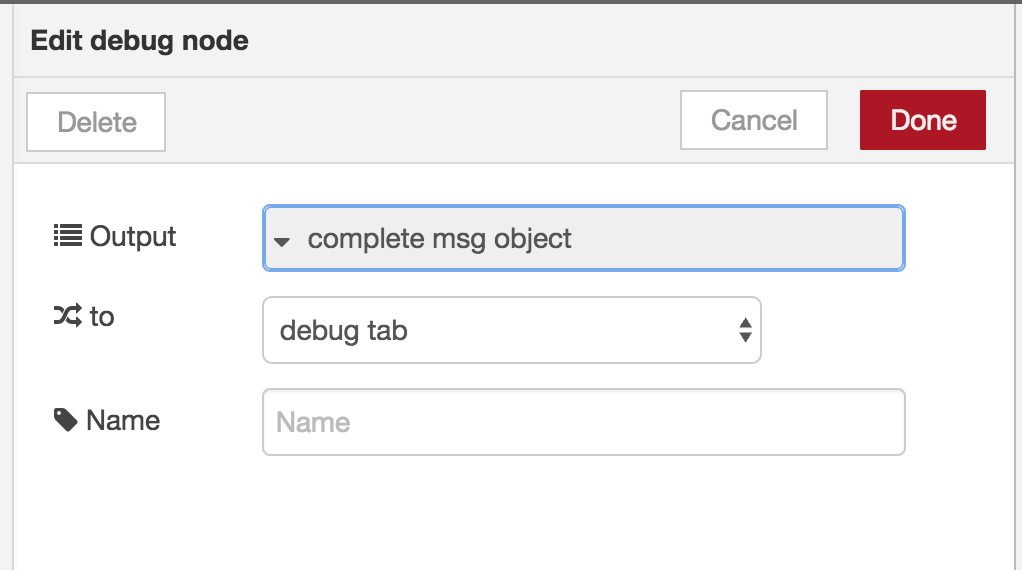 Edit debug node
Delete Cancel Done
Output complete msg object
to debug tab
Name Name